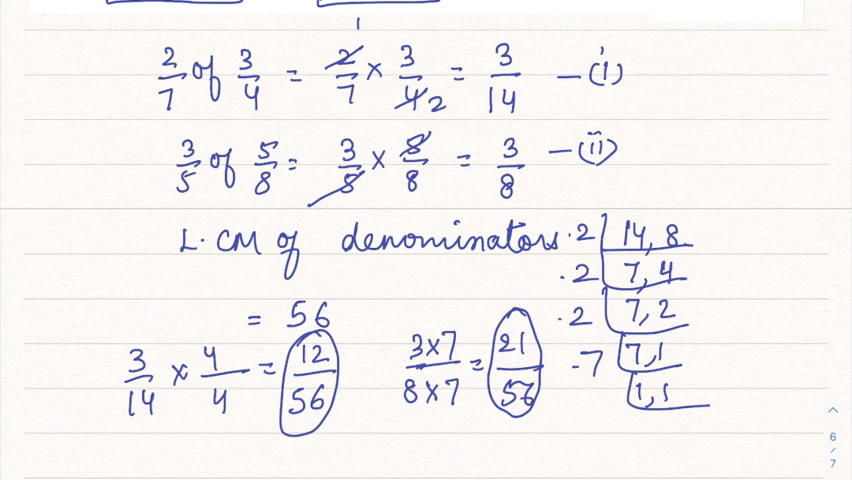 2/7 of 3/4 = 2/7 × 3/4 1 2 = 3/14 — (i)
3/5 of 5/8 = 3/5 × 5/8 = 3/8 — (ii)
L.CM of denominators . 2 | 14, 8
. 2 | 7, 4
= 56 . 2 | 7, 2
3/14 × 4/4 = 12/56 3×7/8×7 = 21/56 - 7 | 7, 1
1, 1
6/7